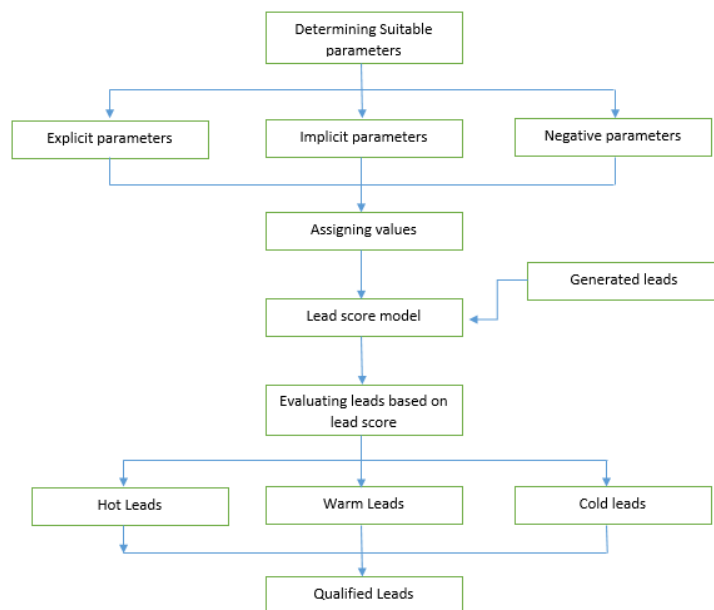 Determining Suitable
parameters
Explicit parameters
Implicit parameters
Negative parameters
Assigning values
Generated leads
Lead score model
Evaluating leads based on
lead score
Hot Leads
Warm Leads
Cold leads
Qualified Leads